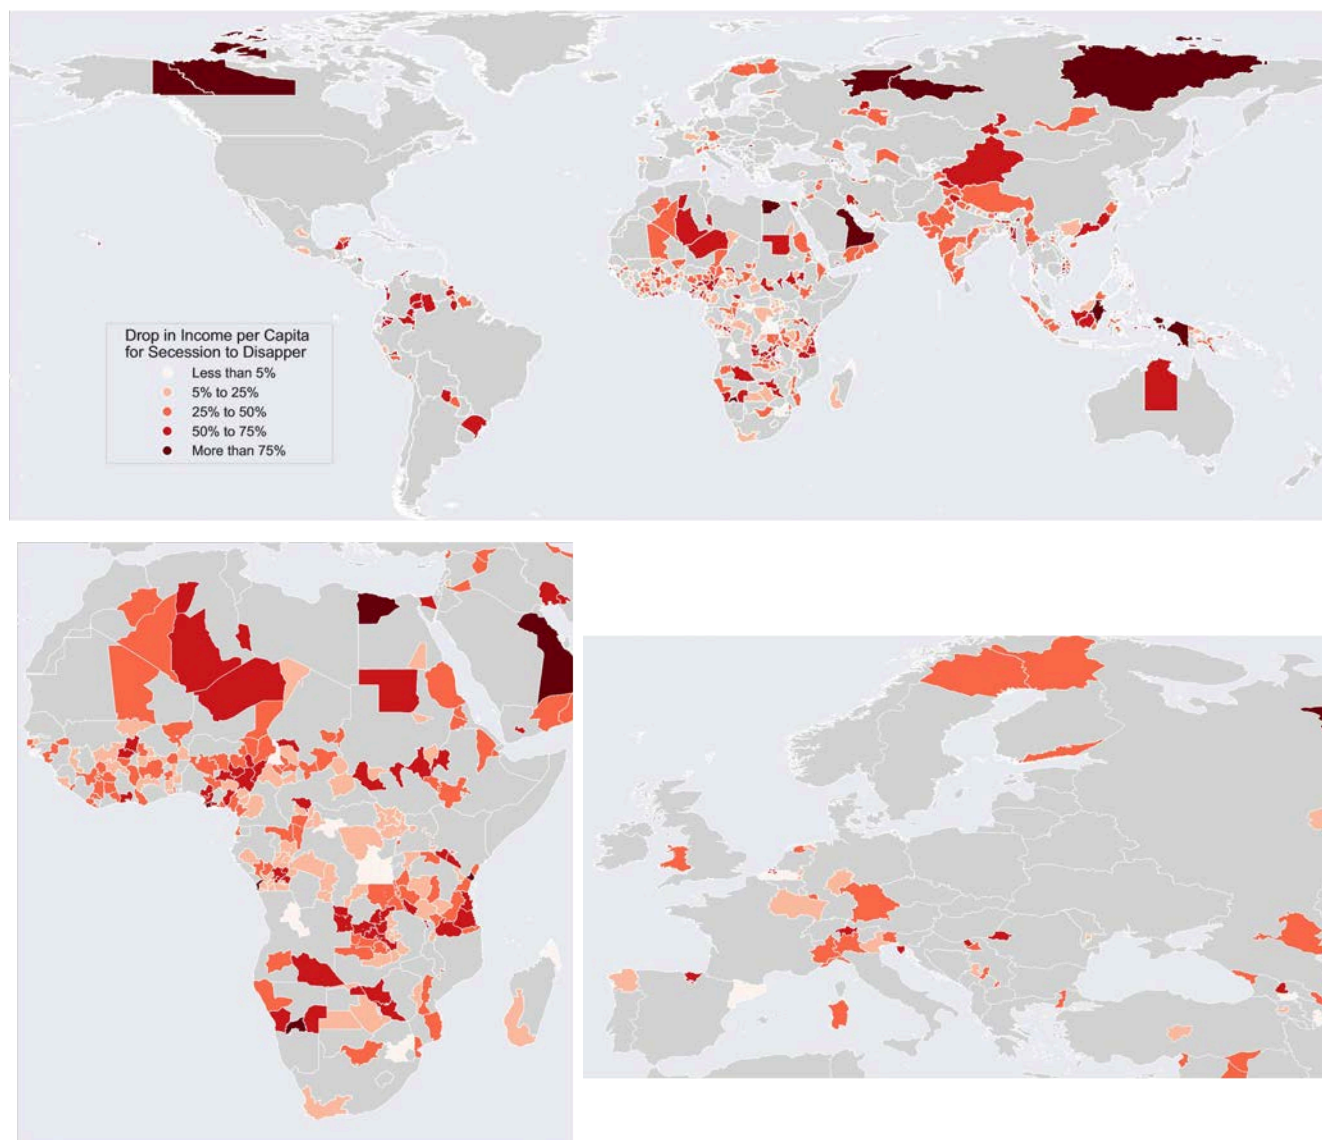 Drop in Income per Capita
for Secession to Disapper
Less than 5%
5% to 25%
25% to 50%
50% to 75%
More than 75%